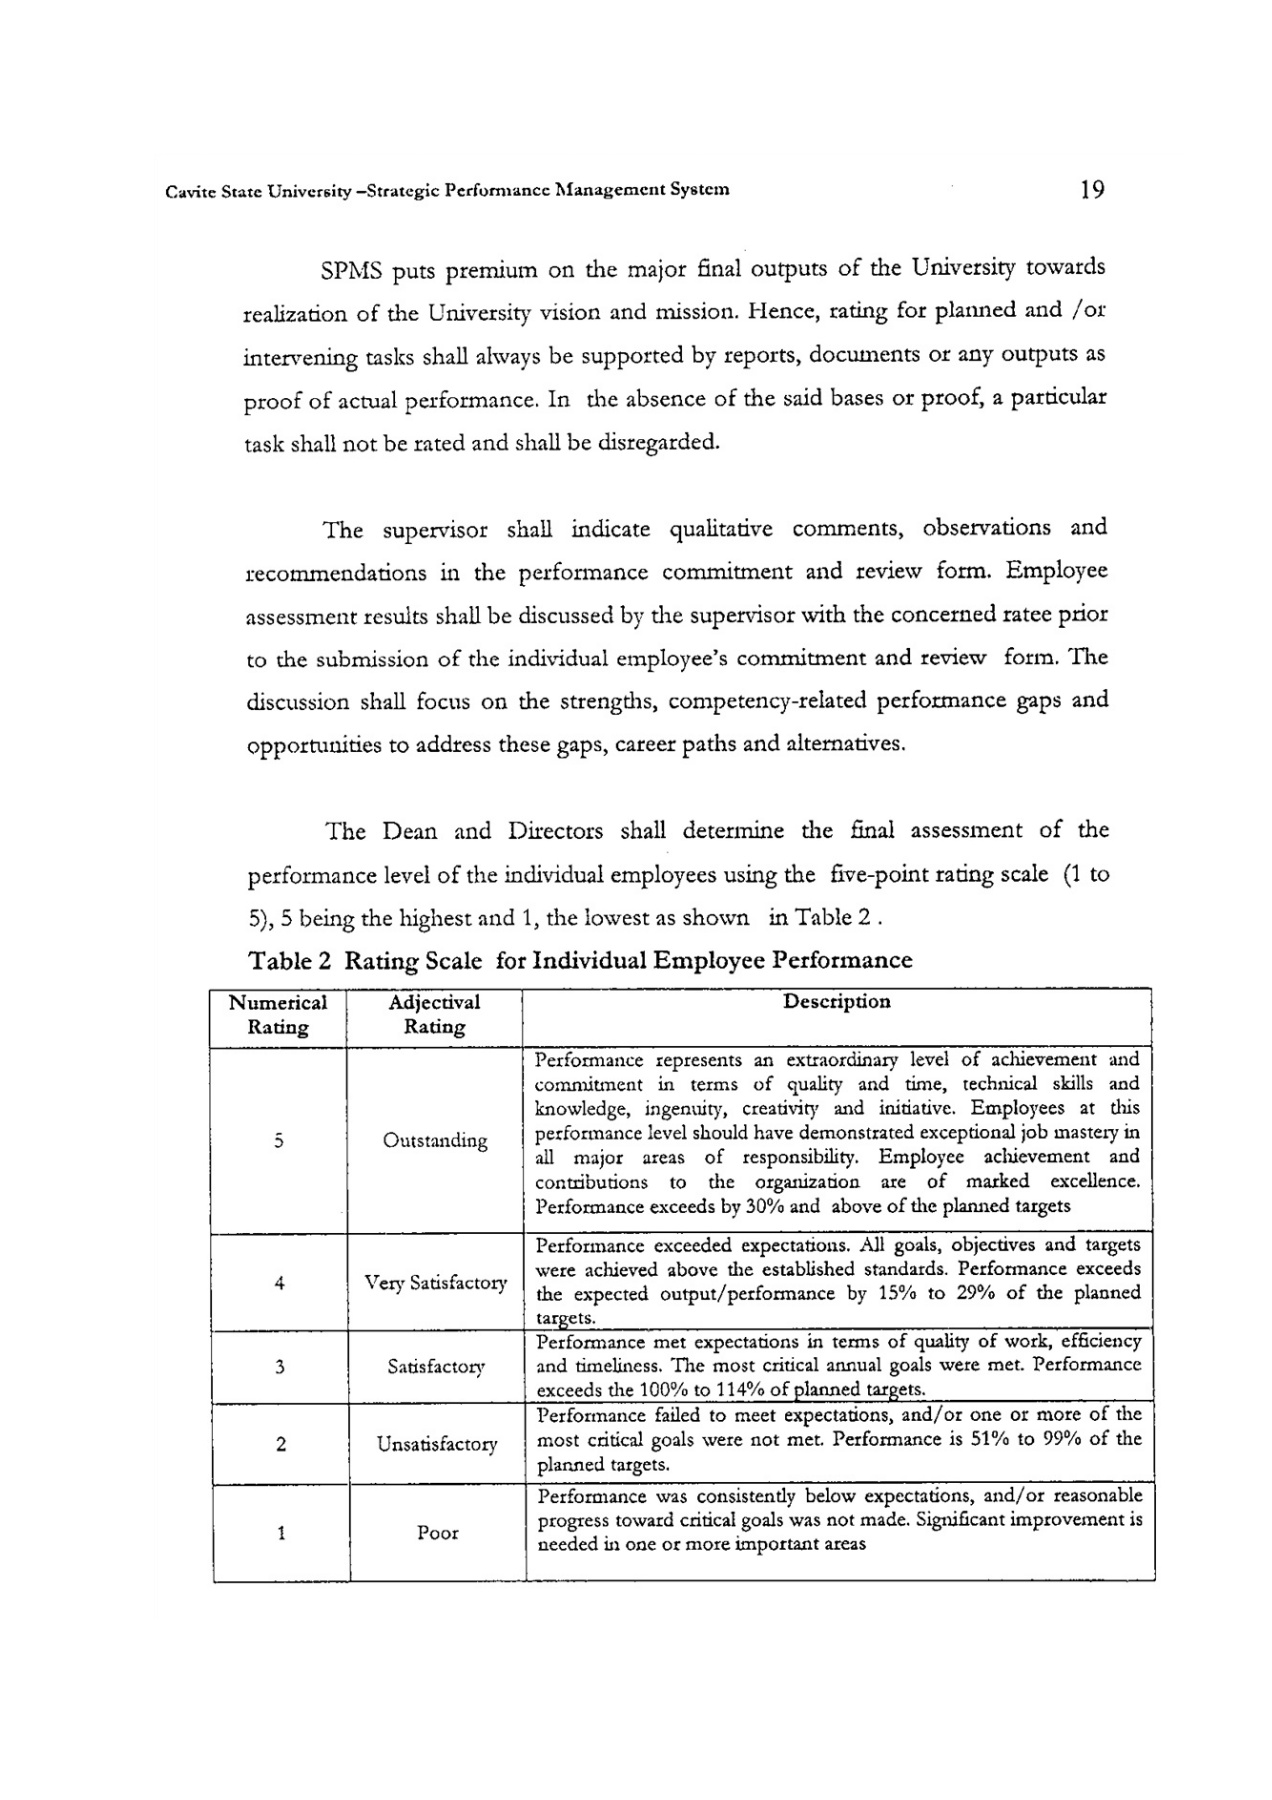 Cavite State University –Strategic Performance Management System 19
SPMS puts premium on the major final outputs of the University towards
realization of the University vision and mission. Hence, rating for planned and /or
intervening tasks shall always be supported by reports, documents or any outputs as
proof of actual performance. In the absence of the said bases or proof, a particular
task shall not be rated and shall be disregarded.
The supervisor shall indicate qualitative comments, observations and
recommendations in the performance commitment and review form. Employee
assessment results shall be discussed by the supervisor with the concerned ratee prior
to the submission of the individual employee's commitment and review form. The
discussion shall focus on the strengths, competency-related performance gaps and
opportunities to address these gaps, career paths and alternatives.
The Dean and Directors shall determine the final assessment of the
performance level of the individual employees using the five-point rating scale (1 to
5), 5 being the highest and 1, the lowest as shown in Table 2 .
Table 2 Rating Scale for Individual Employee Performance
Numerical
Rating
Adjectival
Rating
Description
5
Outstanding
Performance represents an extraordinary level of achievement and
commitment in terms of quality and time, technical skills and
knowledge, ingenuity, creativity and initiative. Employees at this
performance level should have demonstrated exceptional job mastery in
all major areas of responsibility. Employee achievement and
contributions to the organization are of marked excellence.
Performance exceeds by 30% and above of the planned targets
4
Very Satisfactory
Performance exceeded expectations. All goals, objectives and targets
were achieved above the established standards. Performance exceeds
the expected output/performance by 15% to 29% of the planned
targets.
3
Satisfactory
Performance met expectations in terms of quality of work, efficiency
and timeliness. The most critical annual goals were met. Performance
exceeds the 100% to 114% of planned targets.
2
Unsatisfactory
Performance failed to meet expectations, and/or one or more of the
most critical goals were not met. Performance is 51% to 99% of the
planned targets.
1
Poor
Performance was consistently below expectations, and/or reasonable
progress toward critical goals was not made. Significant improvement is
needed in one or more important areas